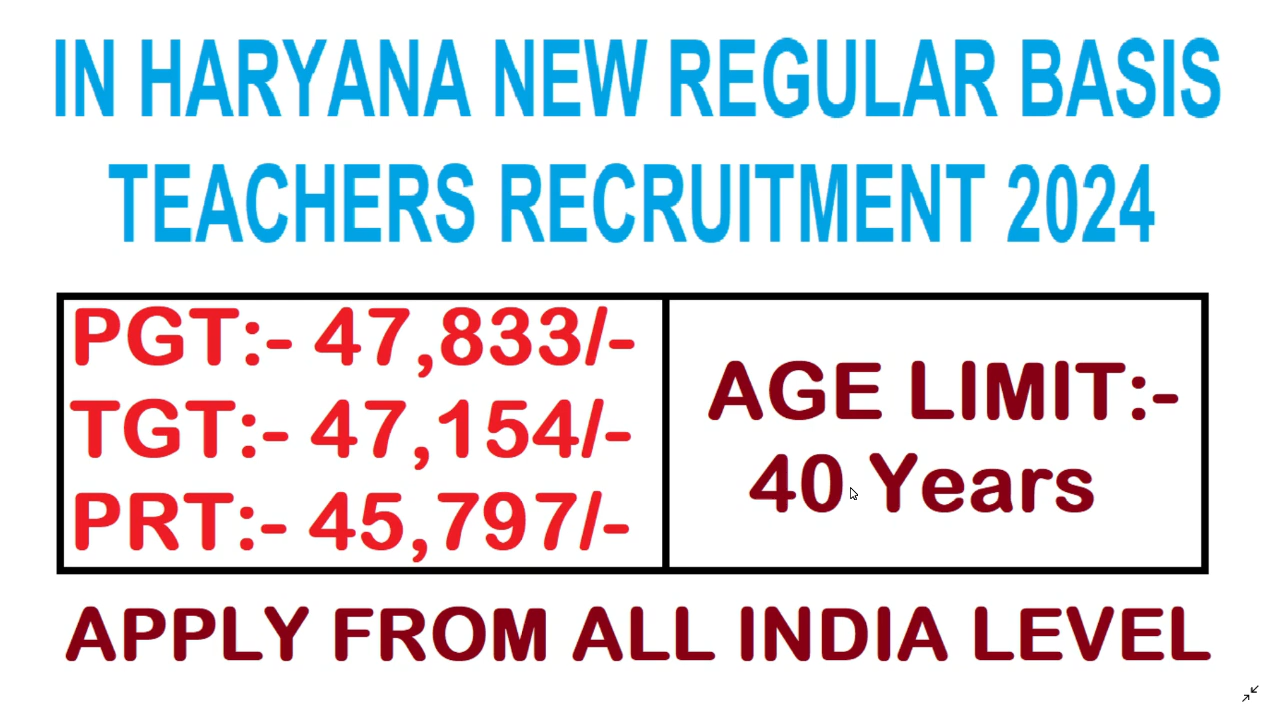 IN HARYANA NEW REGULAR BASIS
TEACHERS RECRUITMENT 2024
PGT:- 47,833/-
TGT:- 47,154/-
PRT:- 45,797/-
AGE LIMIT:-
40 Years
APPLY FROM ALL INDIA LEVEL